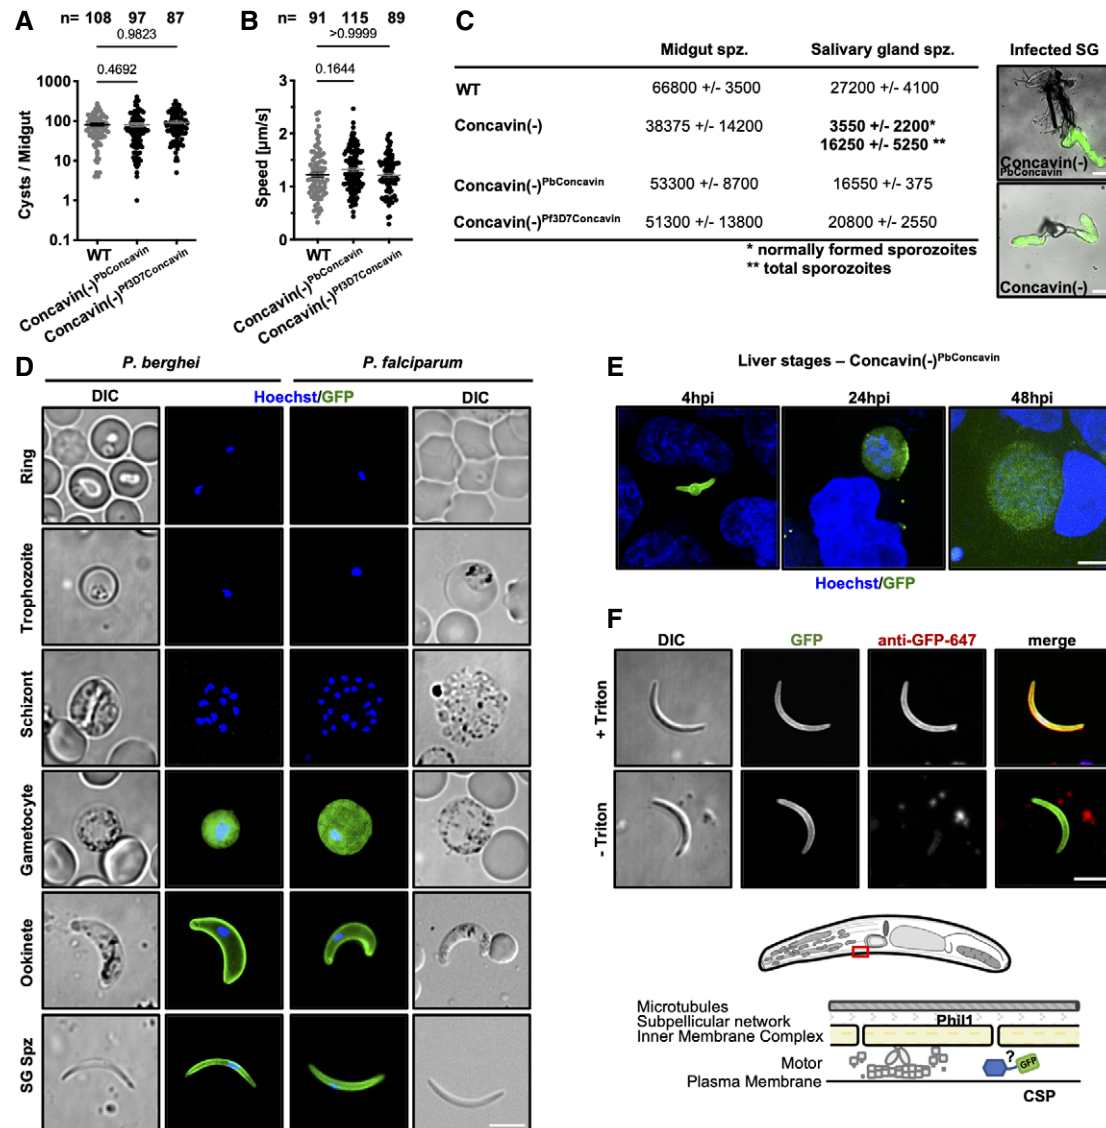 A
n= 108 97 87
0.9823
0.4692
1000
100
10
1
0.1
Cysts / Midgut
WT
Concavin(-)PbConcavin
Concavin(-)Pf3D7Concavin
B
n= 91 115 89
>0.9999
0.1644
3
2
1
0
Speed [µm/s]
WT
Concavin(-)PbConcavin
Concavin(-)Pf3D7Concavin
C
Midgut spz. Salivary gland spz. Infected SG
WT 66800 +/- 3500 27200 +/- 4100
Concavin(-) 38375 +/- 14200 3550 +/- 2200*
16250 +/- 5250 **
Concavin(-)PbConcavin 53300 +/- 8700 16550 +/- 375
Concavin(-)Pf3D7Concavin 51300 +/- 13800 20800 +/- 2550
* normally formed sporozoites
** total sporozoites
Concavin(-)
PbConcavin
Concavin(-)
D
P. berghei P. falciparum
DIC Hoechst/GFP DIC
Ring
Trophozoite
Schizont
Gametocyte
Ookinete
SG Spz
E
Liver stages – Concavin(-)PbConcavin
4hpi 24hpi 48hpi
Hoechst/GFP
F
DIC GFP anti-GFP-647 merge
+ Triton
- Triton
Microtubules
Subpellicular network Phil1
Inner Membrane Complex
Motor ? GFP
Plasma Membrane
CSP